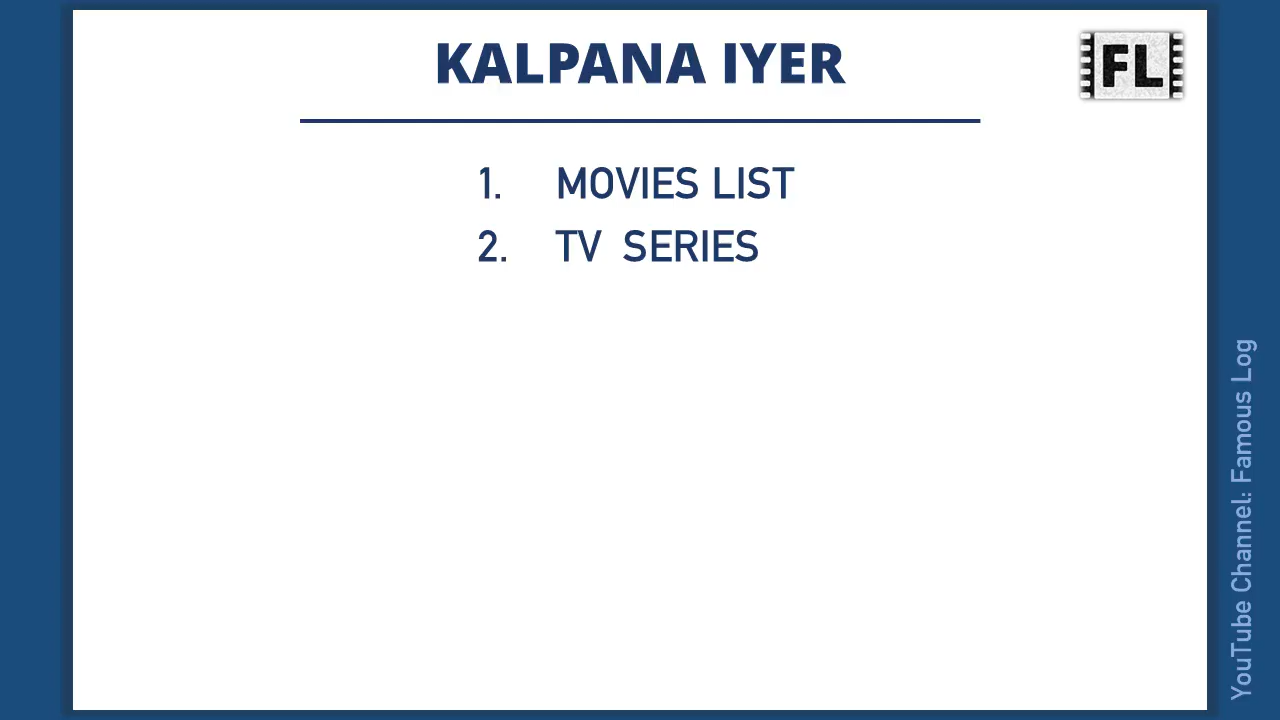 KALPANA IYER
FL
1. MOVIES LIST
2. TV SERIES
YouTube Channel: Famous Log